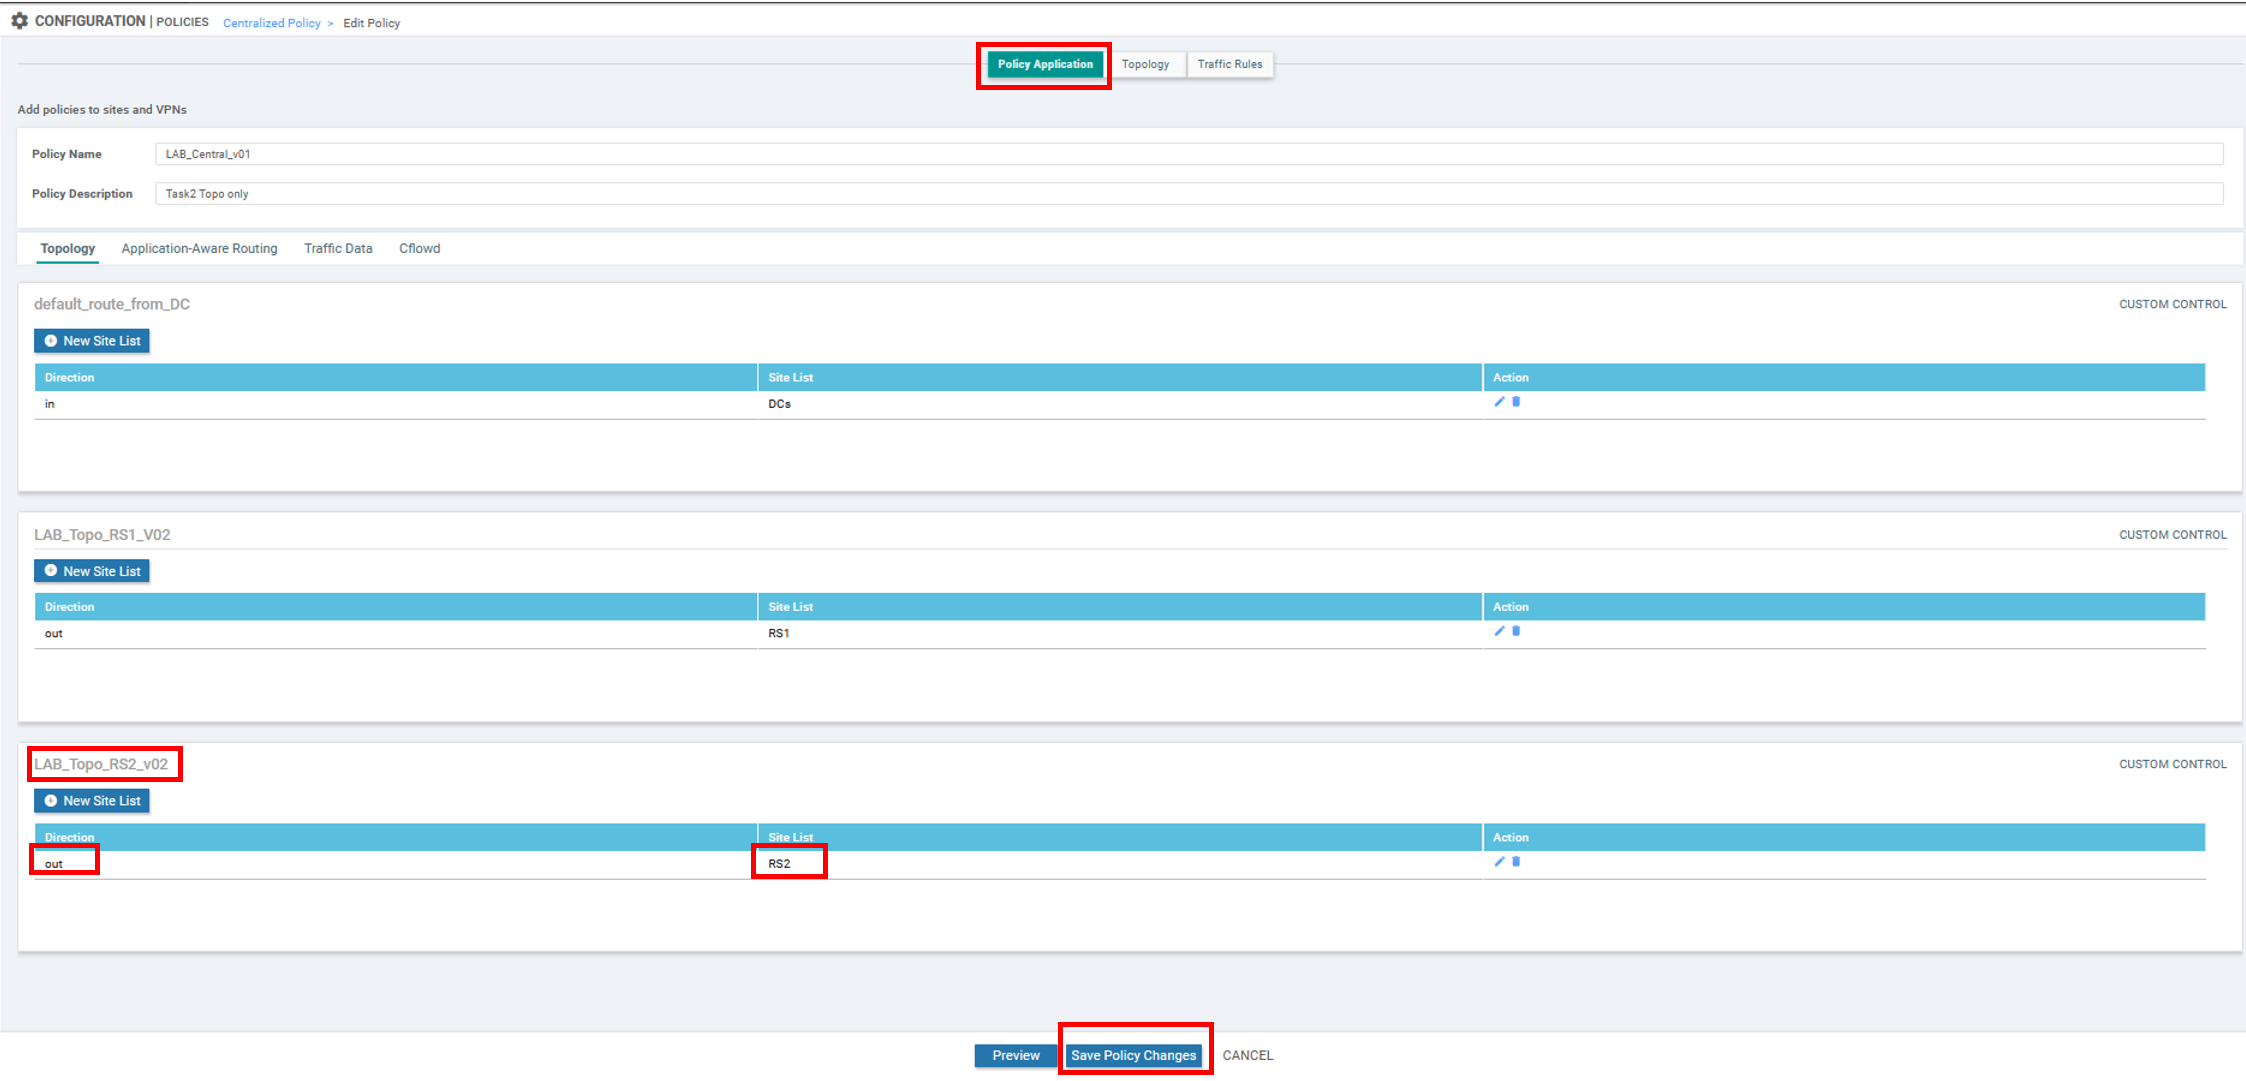 CONFIGURATION | POLICIES Centralized Policy > Edit Policy
Policy Application Topology Traffic Rules
Add policies to sites and VPNs
Policy Name LAB_Central_v01
Policy Description Task2 Topo only
Topology Application-Aware Routing Traffic Data Cflowd
default_route_from_DC CUSTOM CONTROL
New Site List
Direction Site List Action
in DCs
LAB_Topo_RS1_V02 CUSTOM CONTROL
New Site List
Direction Site List Action
out RS1
LAB_Topo_RS2_v02 CUSTOM CONTROL
New Site List
Direction Site List Action
out RS2
Preview Save Policy Changes CANCEL